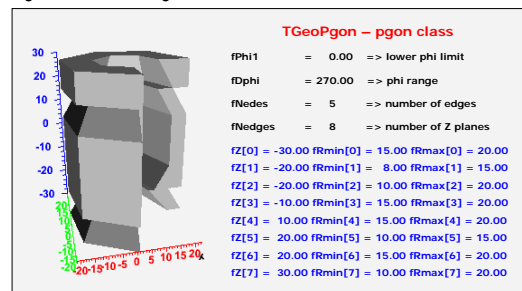 TGeoPgon – pgon class
fPhi1 = 0.00 => lower phi limit
fDphi = 270.00 => phi range
fNedes = 5 => number of edges
fNedges = 8 => number of Z planes
fZ[0] = -30.00 fRmin[0] = 15.00 fRmax[0] = 20.00
fZ[1] = -20.00 fRmin[1] = 8.00 fRmax[1] = 15.00
fZ[2] = -20.00 fRmin[2] = 10.00 fRmax[2] = 20.00
fZ[3] = -10.00 fRmin[3] = 15.00 fRmax[3] = 20.00
fZ[4] = 10.00 fRmin[4] = 15.00 fRmax[4] = 20.00
fZ[5] = 20.00 fRmin[5] = 10.00 fRmax[5] = 15.00
fZ[6] = 20.00 fRmin[6] = 15.00 fRmax[6] = 20.00
fZ[7] = 30.00 fRmin[7] = 10.00 fRmax[7] = 20.00
30
20
10
0
-10
-20
-30
20
-20
-20 -15 -10 -5 0 5 10 15 20 x